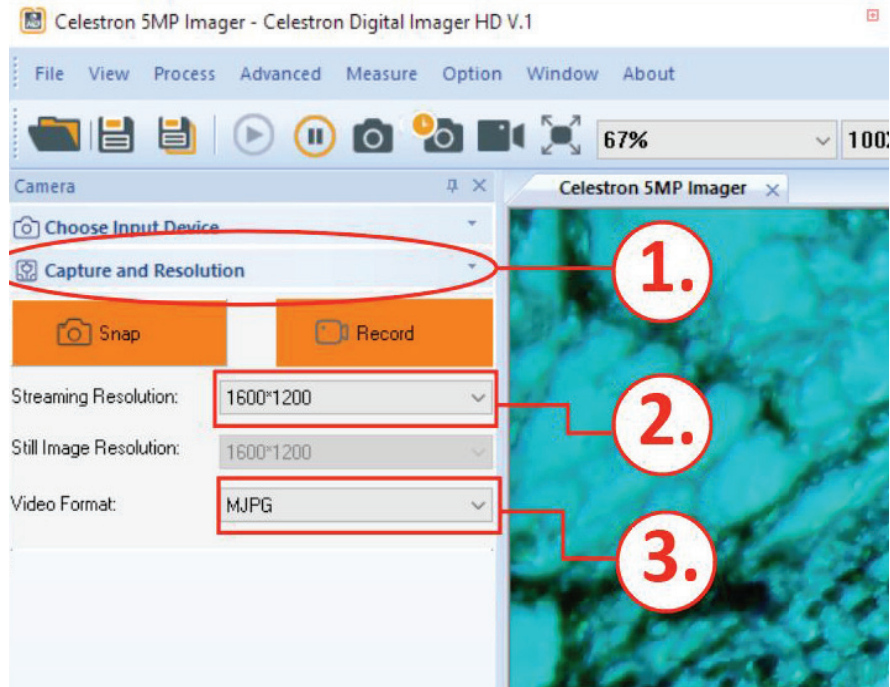 Celestron 5MP Imager - Celestron Digital Imager HD V.1
File View Process Advanced Measure Option Window About
67% 100%
Camera
Celestron 5MP Imager
Choose Input Device
Capture and Resolution
1.
Snap Record
Streaming Resolution: 1600*1200
2.
Still Image Resolution: 1600*1200
Video Format: MJPG
3.